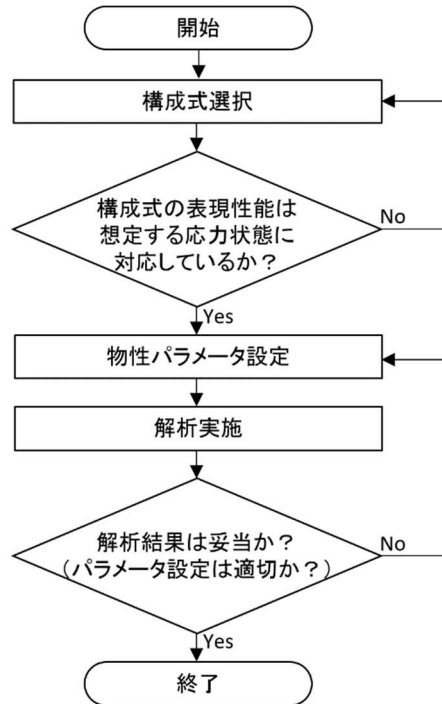 開始
構成式選択
構成式の表現性能は
想定する応力状態に
対応しているか？
No
Yes
物性パラメータ設定
解析実施
解析結果は妥当か？
（パラメータ設定は適切か？）
No
Yes
終了